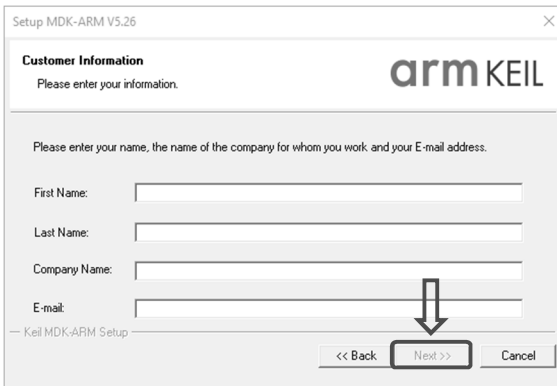 Setup MDK-ARM V5.26
Customer Information
Please enter your information.
arm KEIL
Please enter your name, the name of the company for whom you work and your E-mail address.
First Name:
Last Name:
Company Name:
E-mail:
Keil MDK-ARM Setup
<< Back Next >> Cancel